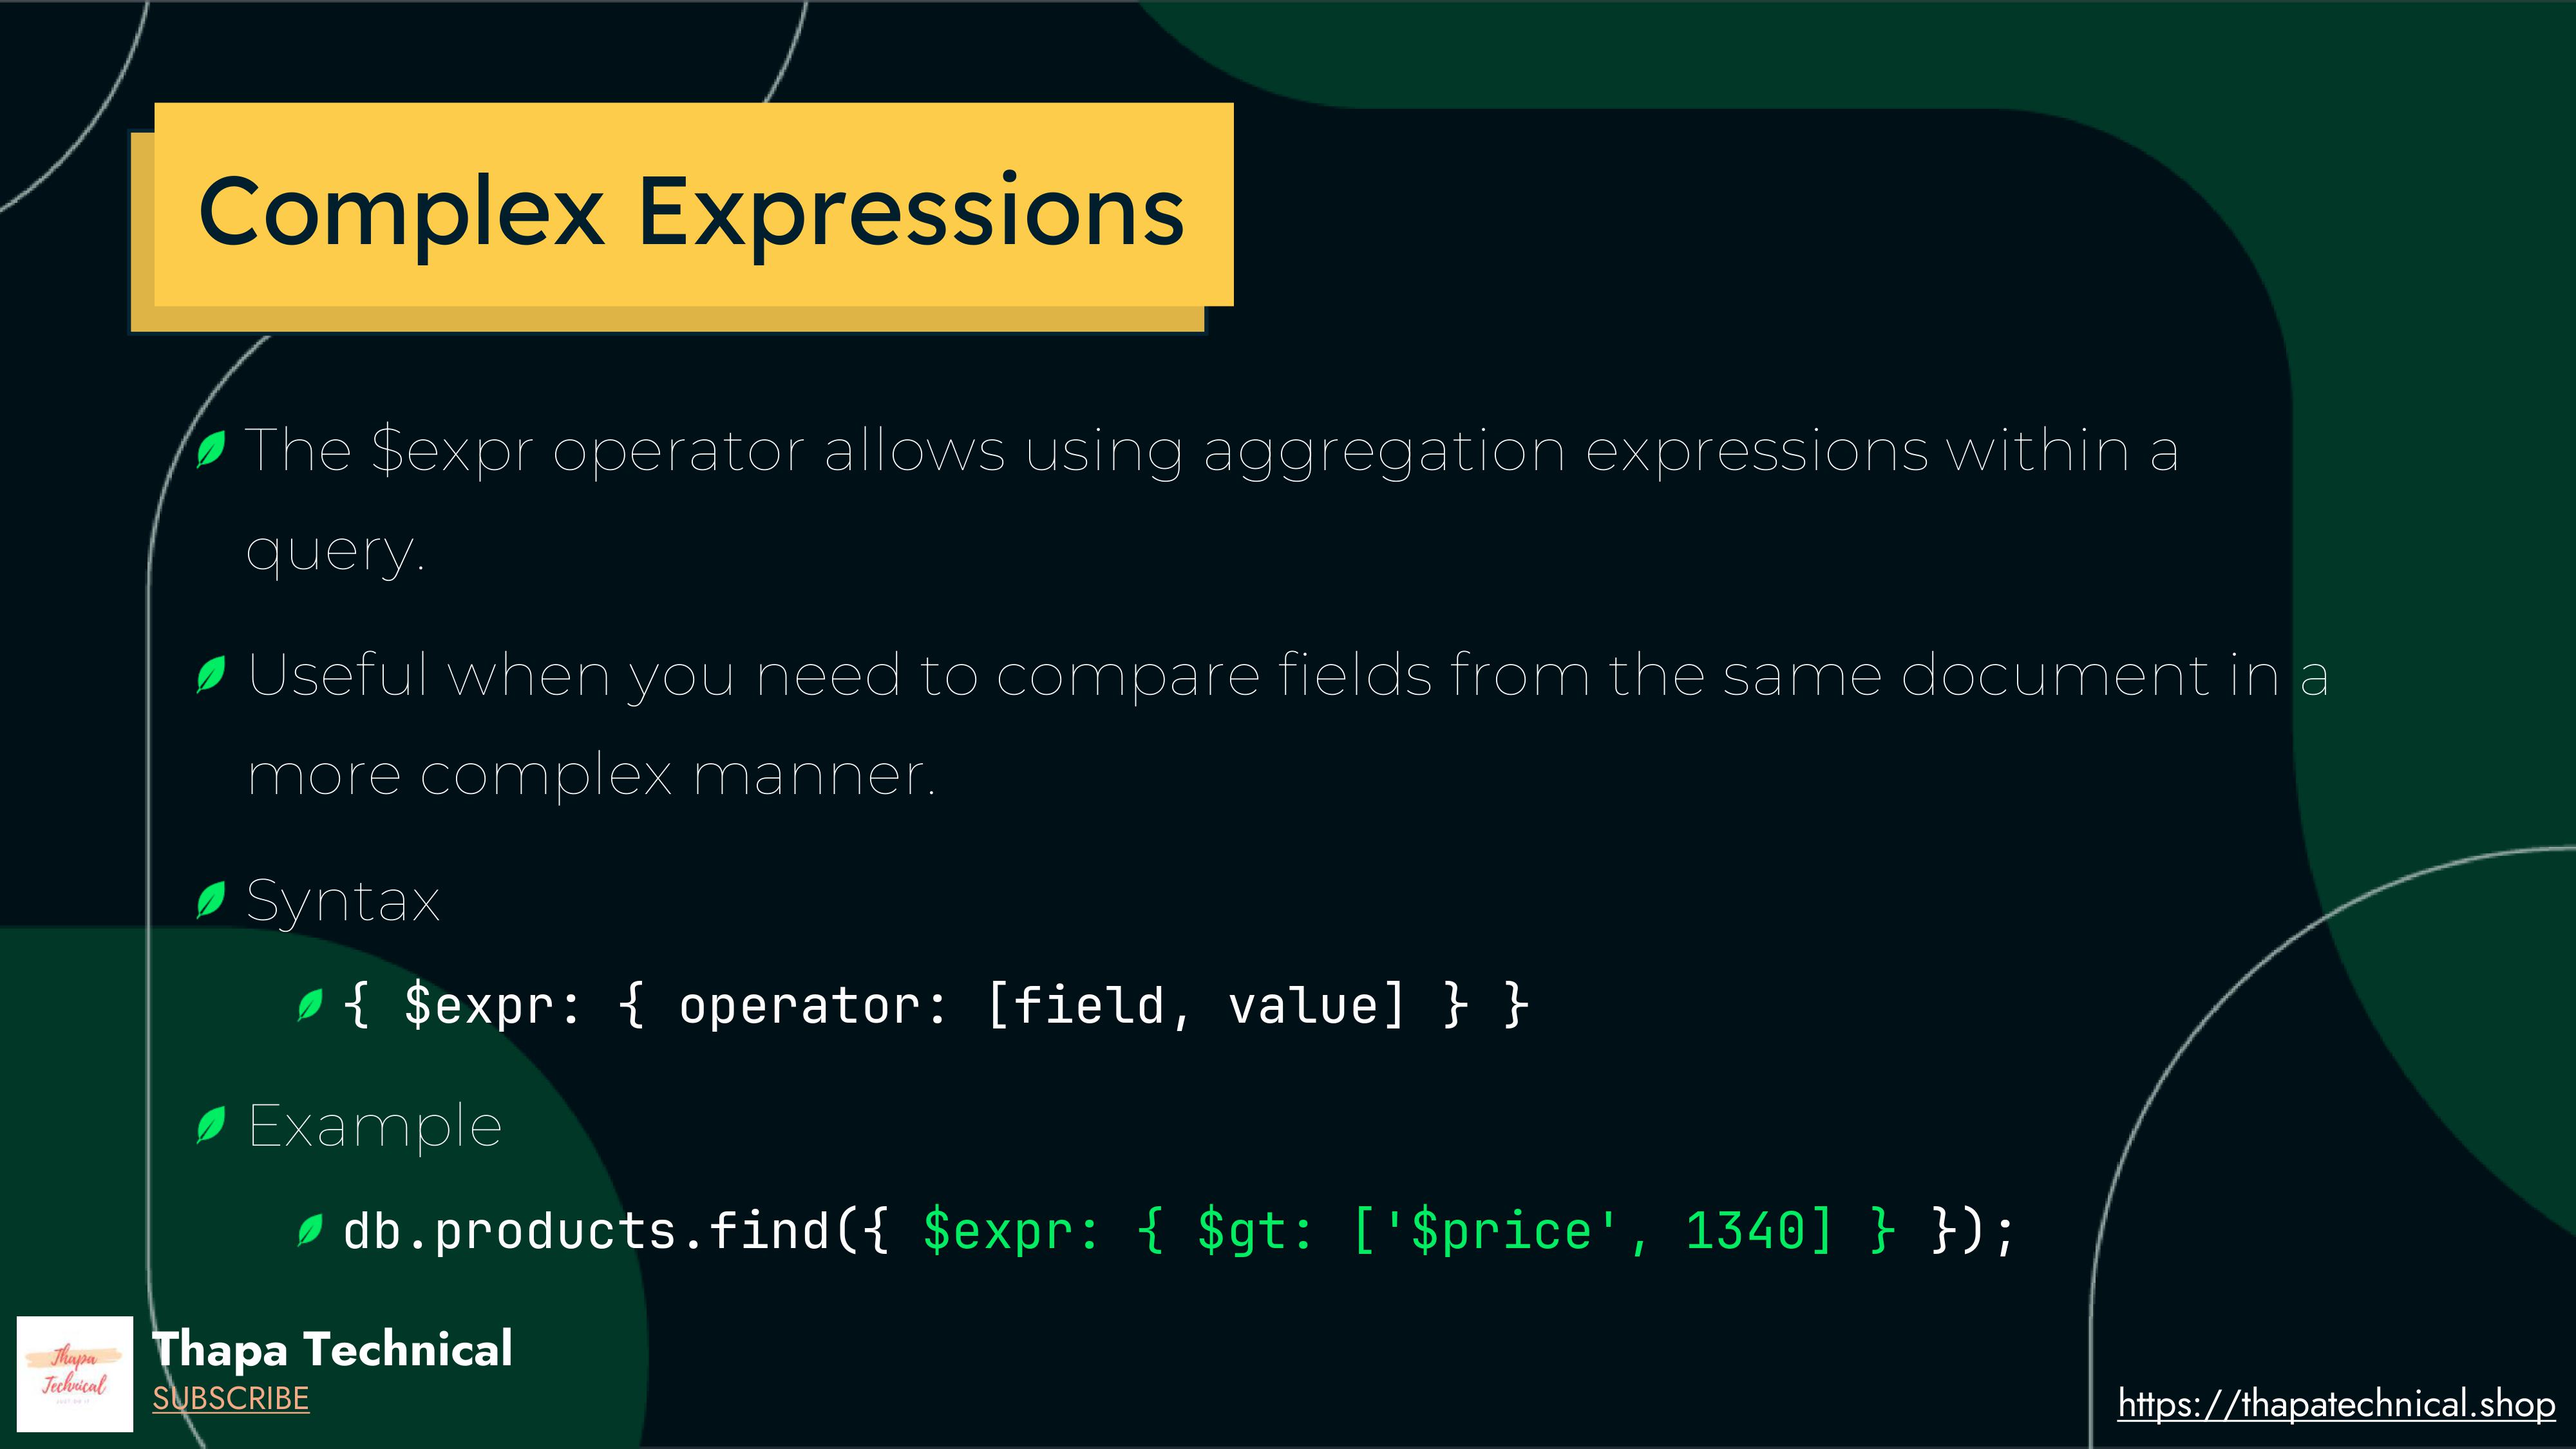 Complex Expressions
The $expr operator allows using aggregation expressions within a
query.
Useful when you need to compare fields from the same document in a
more complex manner.
Syntax
{ $expr: { operator: [field, value] } }
Example
db.products.find({ $expr: { $gt: ['$price', 1340] } });
Thapa
Technical
Thapa Technical
SUBSCRIBE
https://thapatechnical.shop